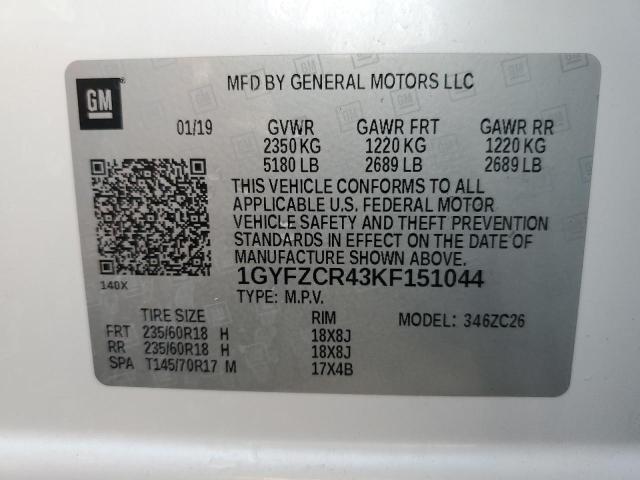 GM
MFD BY GENERAL MOTORS LLC
01/19 GVWR GAWR FRT GAWR RR
2350 KG 1220 KG 1220 KG
5180 LB 2689 LB 2689 LB
THIS VEHICLE CONFORMS TO ALL
APPLICABLE U.S. FEDERAL MOTOR
VEHICLE SAFETY AND THEFT PREVENTION
STANDARDS IN EFFECT ON THE DATE OF
MANUFACTURE SHOWN ABOVE.
140X
1GYFZCR43KF151044
TYPE: M.P.V.
TIRE SIZE RIM MODEL: 346ZC26
FRT 235/60R18 H 18X8J
RR 235/60R18 H 18X8J
SPA T145/70R17 M 17X4B